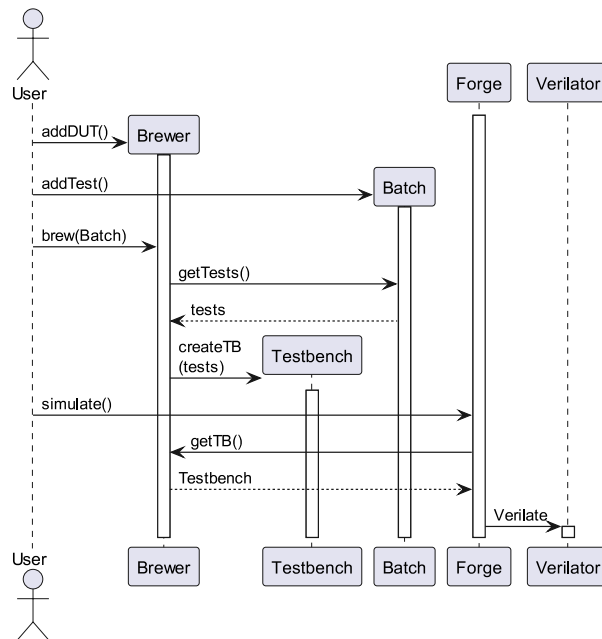 User
Forge
Verilator
addDUT()
Brewer
addTest()
Batch
brew(Batch)
getTests()
tests
createTB
(tests)
Testbench
simulate()
getTB()
Testbench
Verilate
User
Brewer
Testbench
Batch
Forge
Verilator